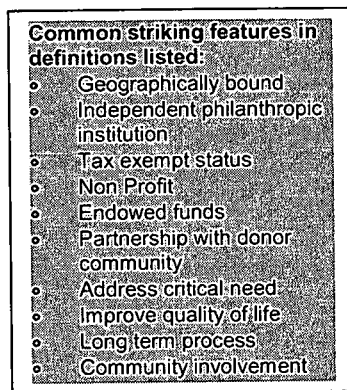 Common striking features in
definitions listed:
• Geographically bound
• Independent philanthropic
institution
• Tax exempt status
• Non Profit
• Endowed funds
• Partnership with donor
community
• Address critical need
• Improve quality of life
• Long term process
• Community involvement